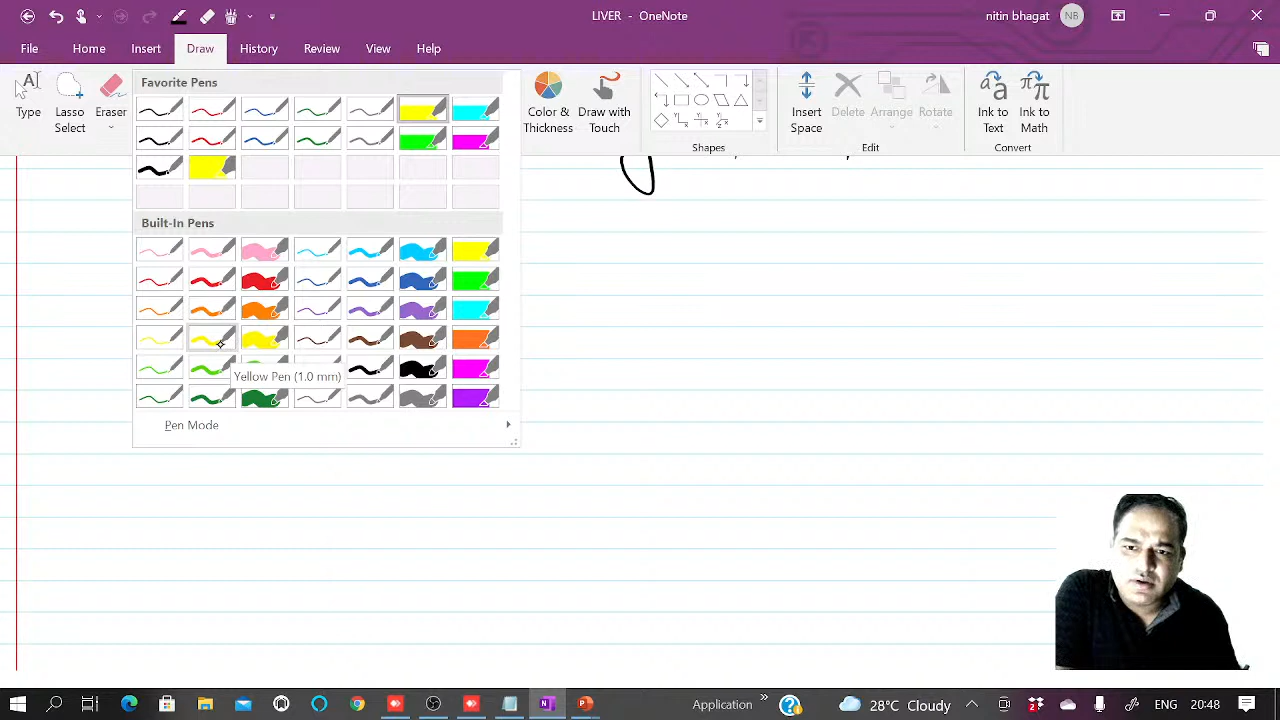 LIVER - OneNote
nitin bhagat
NB
File
Home
Insert
Draw
History
Review
View
Help
Type
Lasso
Select
Eraser
Favorite Pens
Built-In Pens
Yellow Pen (1.0 mm)
Pen Mode
Color &
Thickness
Draw with
Touch
Shapes
Insert
Space
Delete
Arrange
Rotate
Edit
Ink to
Text
Ink to
Math
Convert
Application
28°C Cloudy
ENG
20:48